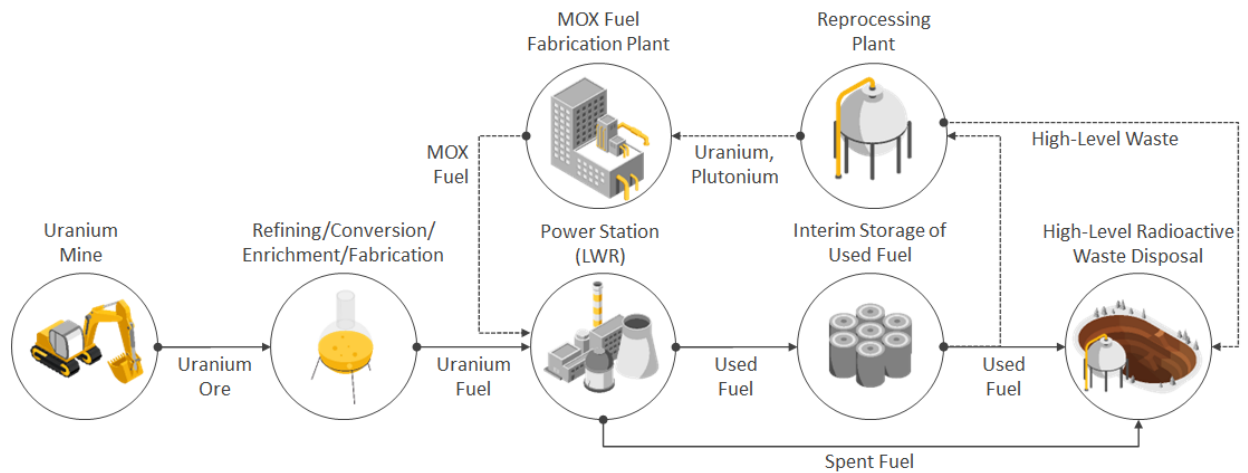 MOX Fuel
Fabrication Plant
Reprocessing
Plant
MOX
Fuel
Uranium,
Plutonium
High-Level Waste
Uranium
Mine
Refining/Conversion/
Enrichment/Fabrication
Power Station
(LWR)
Interim Storage of
Used Fuel
High-Level Radioactive
Waste Disposal
Uranium
Ore
Uranium
Fuel
Used
Fuel
Used
Fuel
Spent Fuel